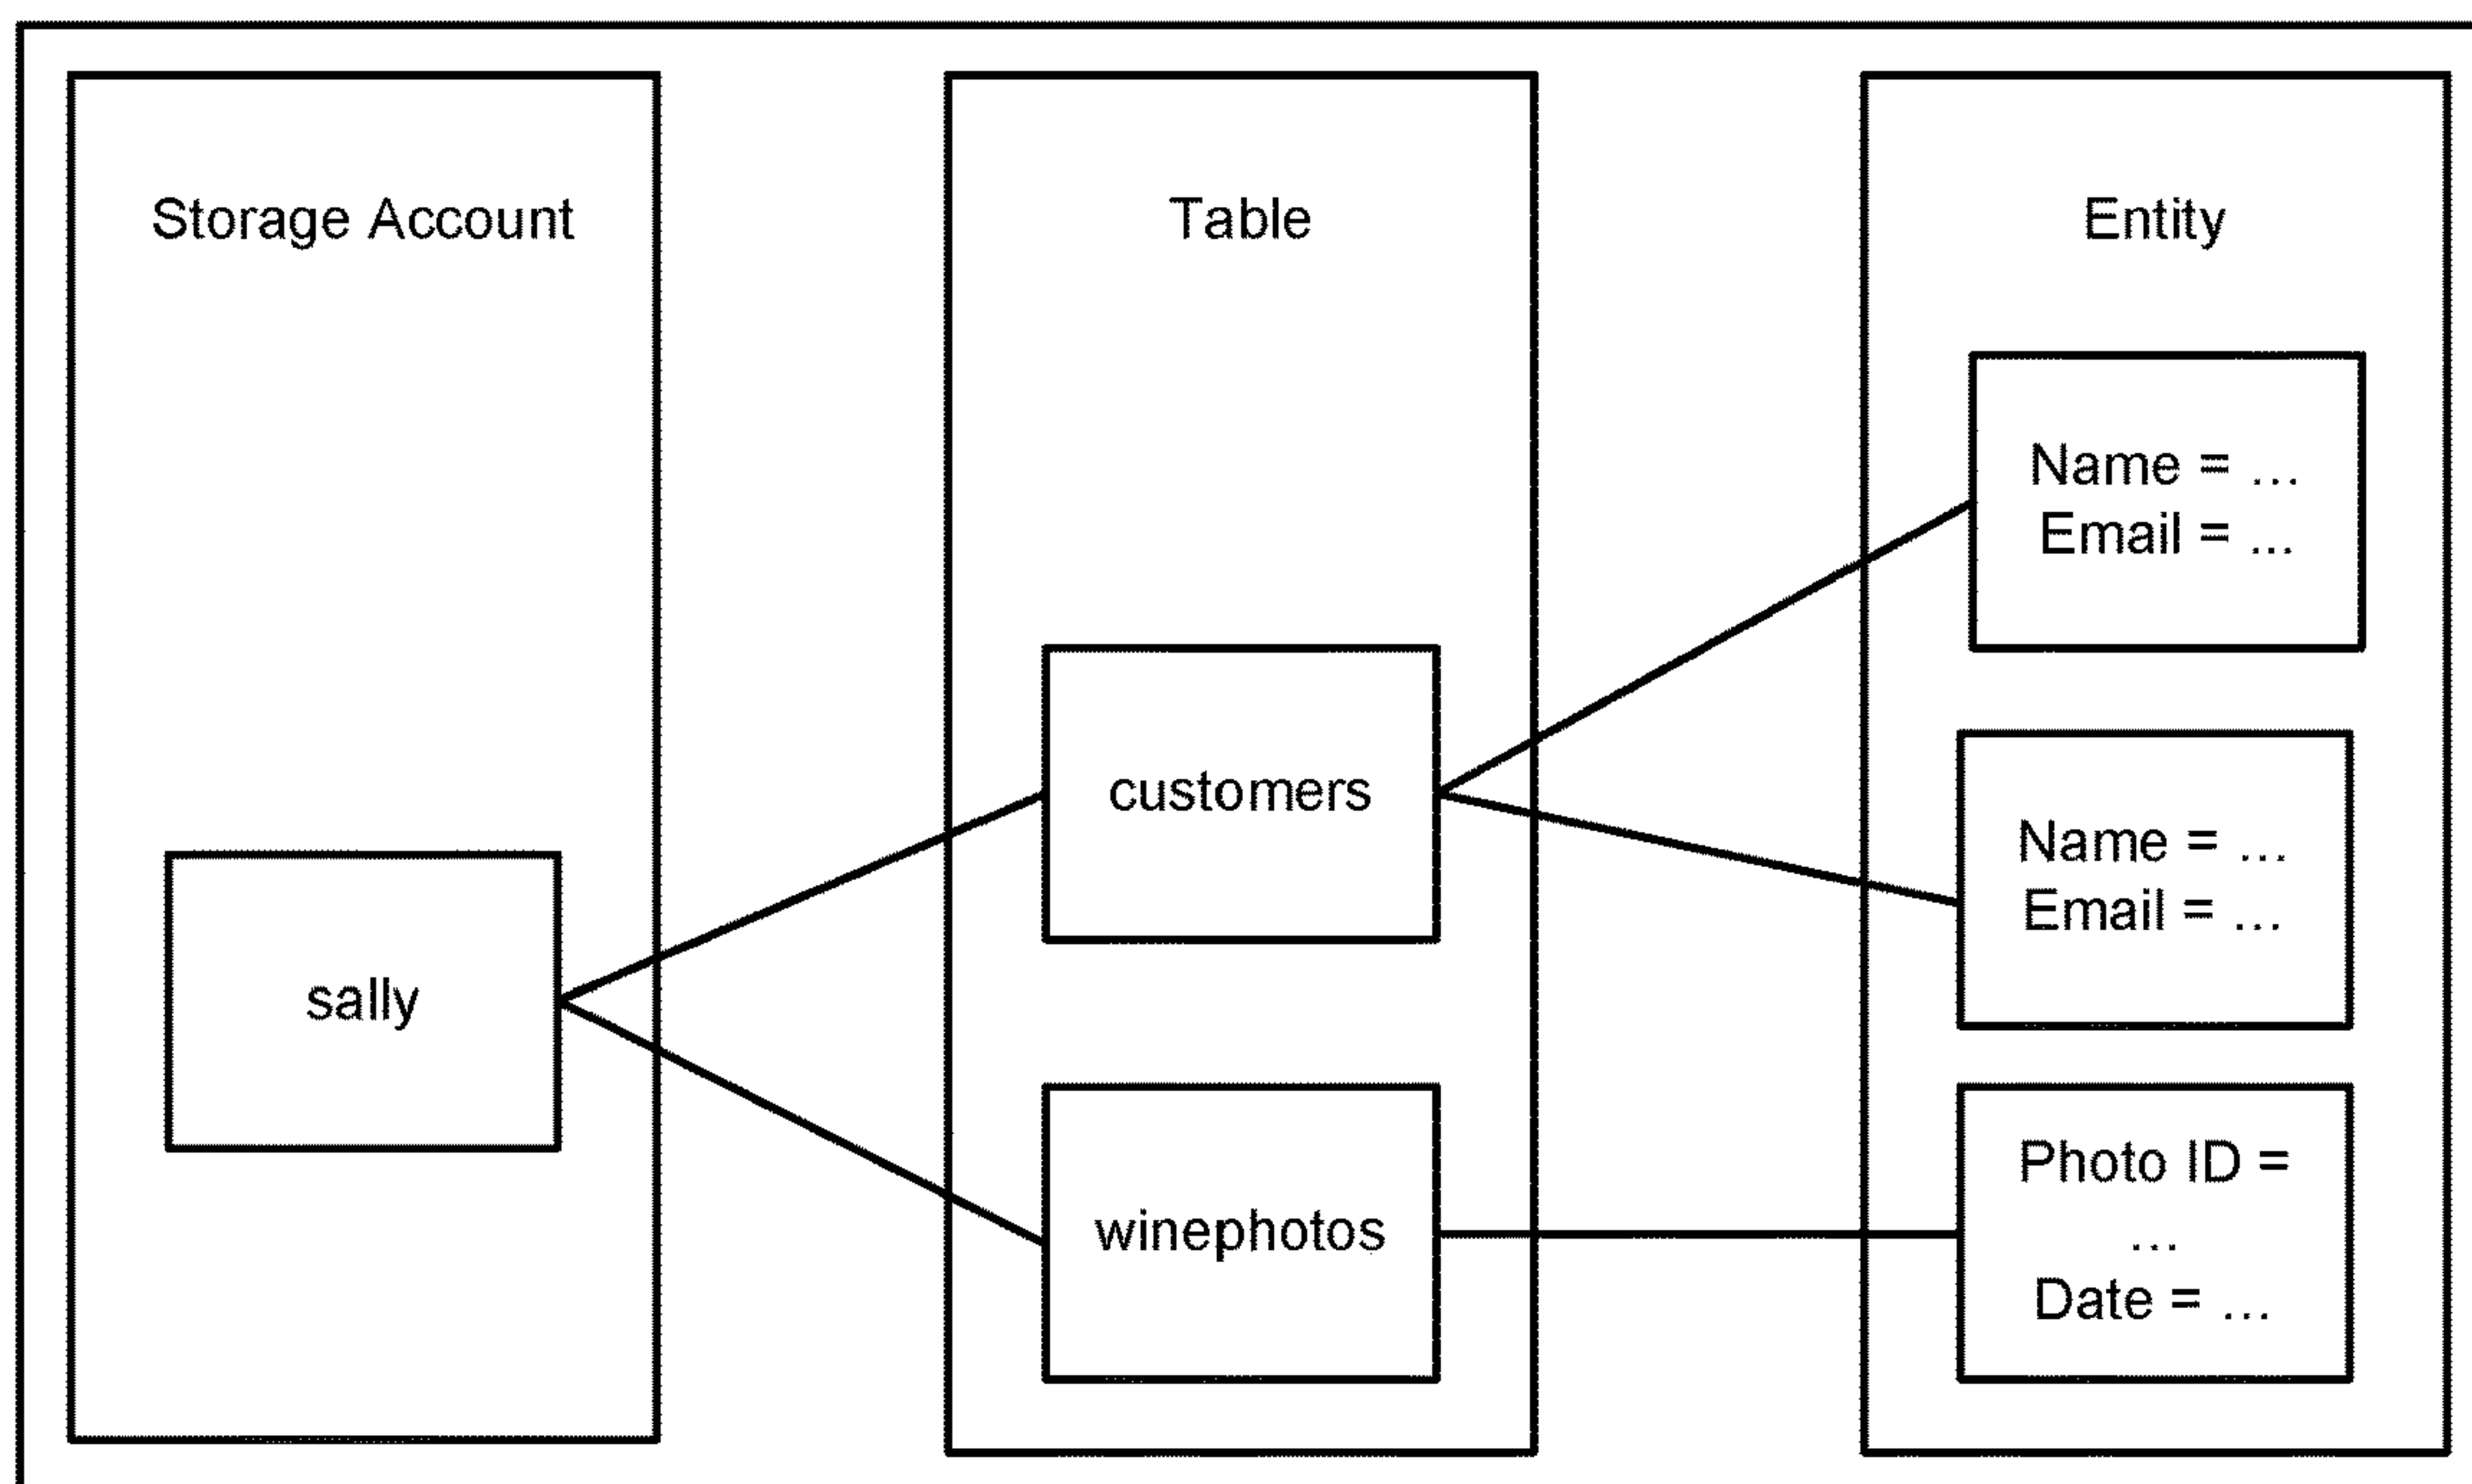 Storage Account
sally
Table
customers
winephotos
Entity
Name = ...
Email = ...
Name = ...
Email = ...
Photo ID =
...
Date = ...